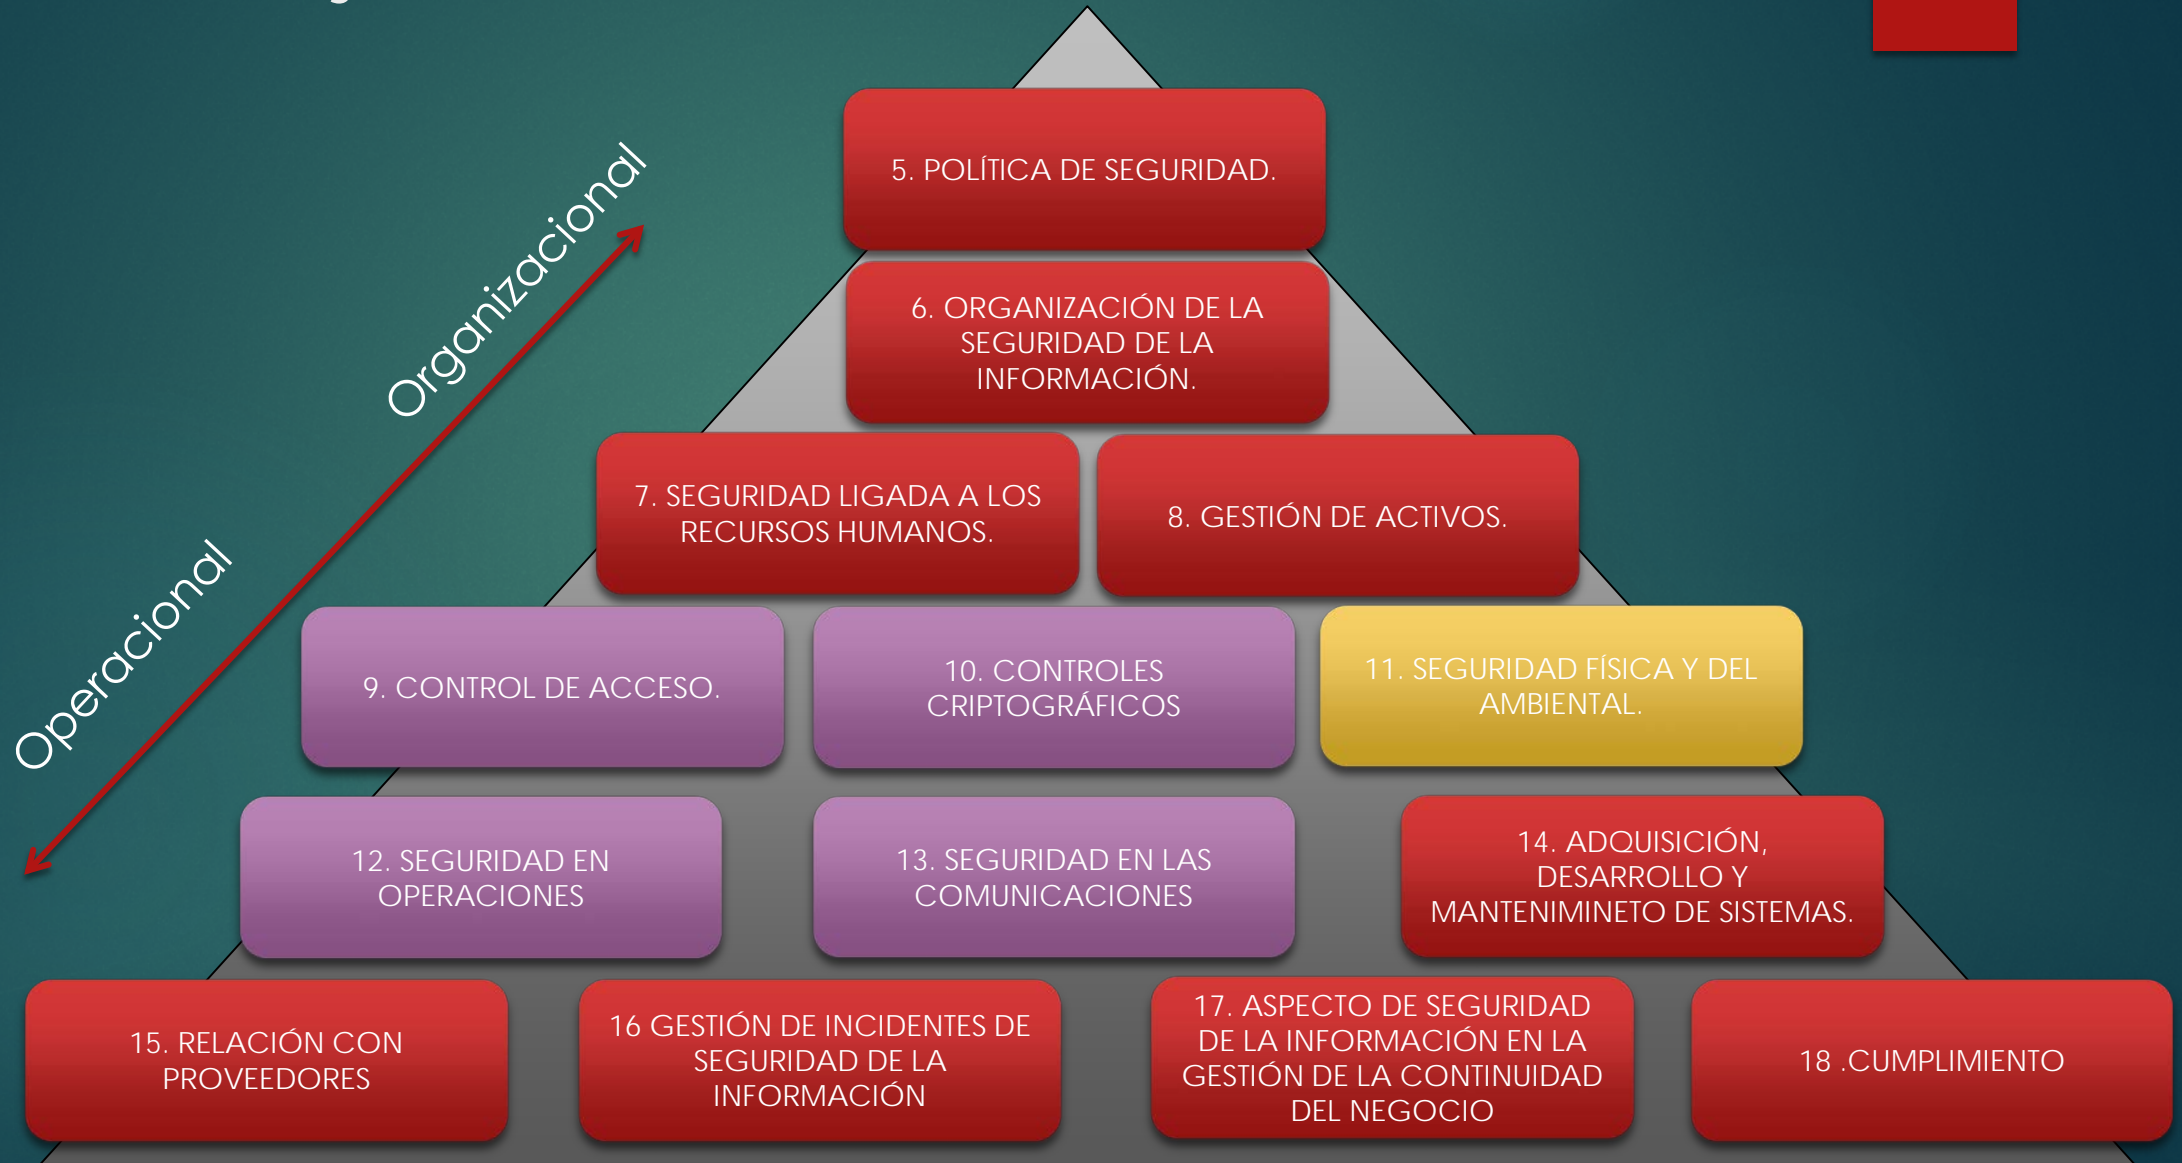 5. POLÍTICA DE SEGURIDAD.
Organizacional
6. ORGANIZACIÓN DE LA
SEGURIDAD DE LA
INFORMACIÓN.
7. SEGURIDAD LIGADA A LOS
RECURSOS HUMANOS.
8. GESTIÓN DE ACTIVOS.
Operacional
9. CONTROL DE ACCESO.
10. CONTROLES
CRIPTOGRÁFICOS
11. SEGURIDAD FÍSICA Y DEL
AMBIENTAL.
12. SEGURIDAD EN
OPERACIONES
13. SEGURIDAD EN LAS
COMUNICACIONES
14. ADQUISICIÓN,
DESARROLLO Y
MANTENIMINETO DE SISTEMAS.
15. RELACIÓN CON
PROVEEDORES
16 GESTIÓN DE INCIDENTES DE
SEGURIDAD DE LA
INFORMACIÓN
17. ASPECTO DE SEGURIDAD
DE LA INFORMACIÓN EN LA
GESTIÓN DE LA CONTINUIDAD
DEL NEGOCIO
18 .CUMPLIMIENTO